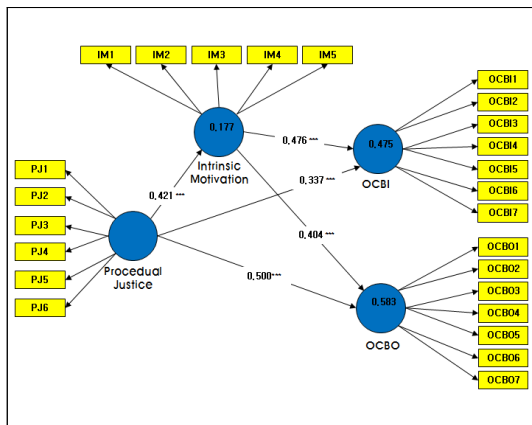 IM1 IM2 IM3 IM4 IM5
OCBI1
OCBI2
OCBI3
OCBI4
OCBI5
OCBI6
OCBI7
0.177
Intrinsic
Motivation
0.476 ***
0.475
OCBI
PJ1
PJ2
PJ3
PJ4
PJ5
PJ6
0.421 ***
0.337 ***
Procedual
Justice
0.404 ***
0.500***
OCBO1
OCBO2
OCBO3
OCBO4
OCBO5
OCBO6
OCBO7
0.583
OCBO